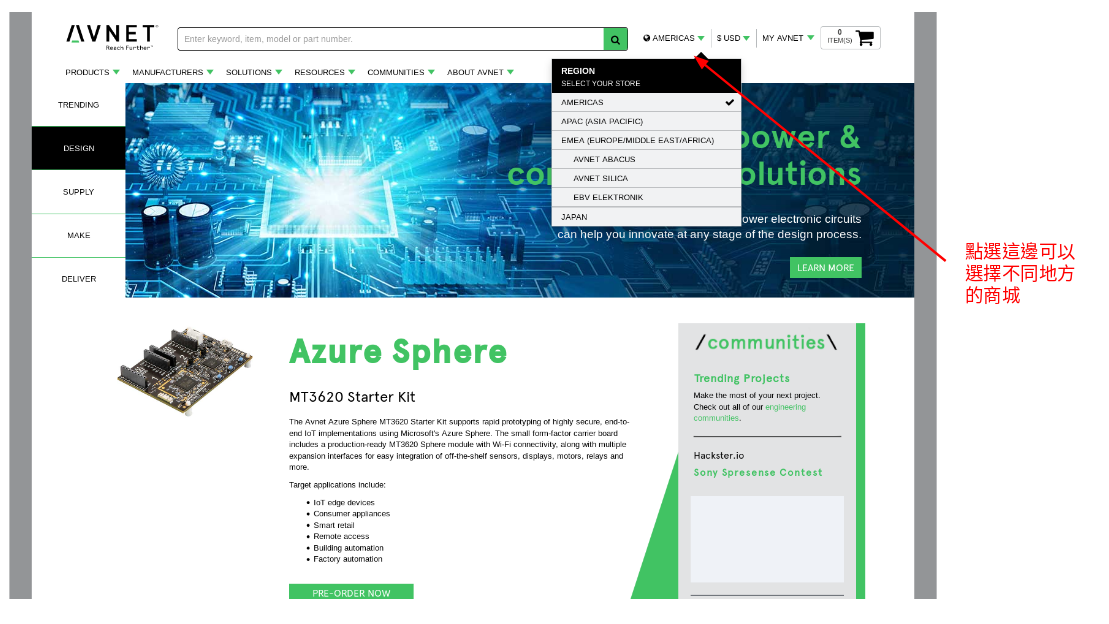 AVNET
Reach Further™
Enter keyword, item, model or part number.
AMERICAS
$ USD
MY AVNET
0
ITEM(S)
PRODUCTS
MANUFACTURERS
SOLUTIONS
RESOURCES
COMMUNITIES
ABOUT AVNET
REGION
SELECT YOUR STORE
AMERICAS
APAC (ASIA PACIFIC)
EMEA (EUROPE/MIDDLE EAST/AFRICA)
AVNET ABACUS
AVNET SILICA
EBV ELEKTRONIK
JAPAN
TRENDING
DESIGN
SUPPLY
MAKE
DELIVER
power &
con olutions
ower electronic circuits
can help you innovate at any stage of the design process.
LEARN MORE
點選這邊可以
選擇不同地方
的商城
Azure Sphere
MT3620 Starter Kit
The Avnet Azure Sphere MT3620 Starter Kit supports rapid prototyping of highly secure, end-to-
end IoT implementations using Microsoft's Azure Sphere. The small form-factor carrier board
includes a production-ready MT3620 Sphere module with Wi-Fi connectivity, along with multiple
expansion interfaces for easy integration of off-the-shelf sensors, displays, motors, relays and
more.
Target applications include:
• IoT edge devices
• Consumer appliances
• Smart retail
• Remote access
• Building automation
• Factory automation
PRE-ORDER NOW
/communities\
Trending Projects
Make the most of your next project.
Check out all of our engineering
communities.
Hackster.io
Sony Spresense Contest